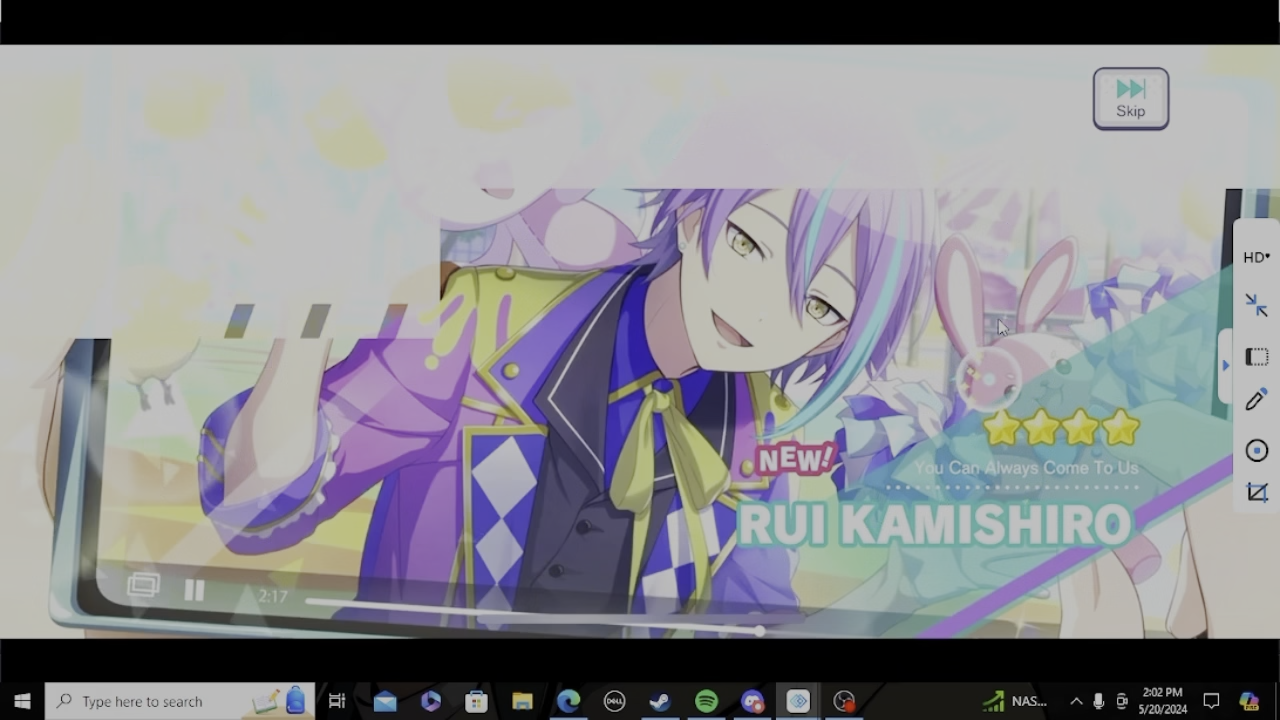 Skip
HD
NEW!
You Can Always Come To Us
RUI KAMISHIRO
2:17
Type here to search
DELL
NAS...
2:02 PM
5/20/2024